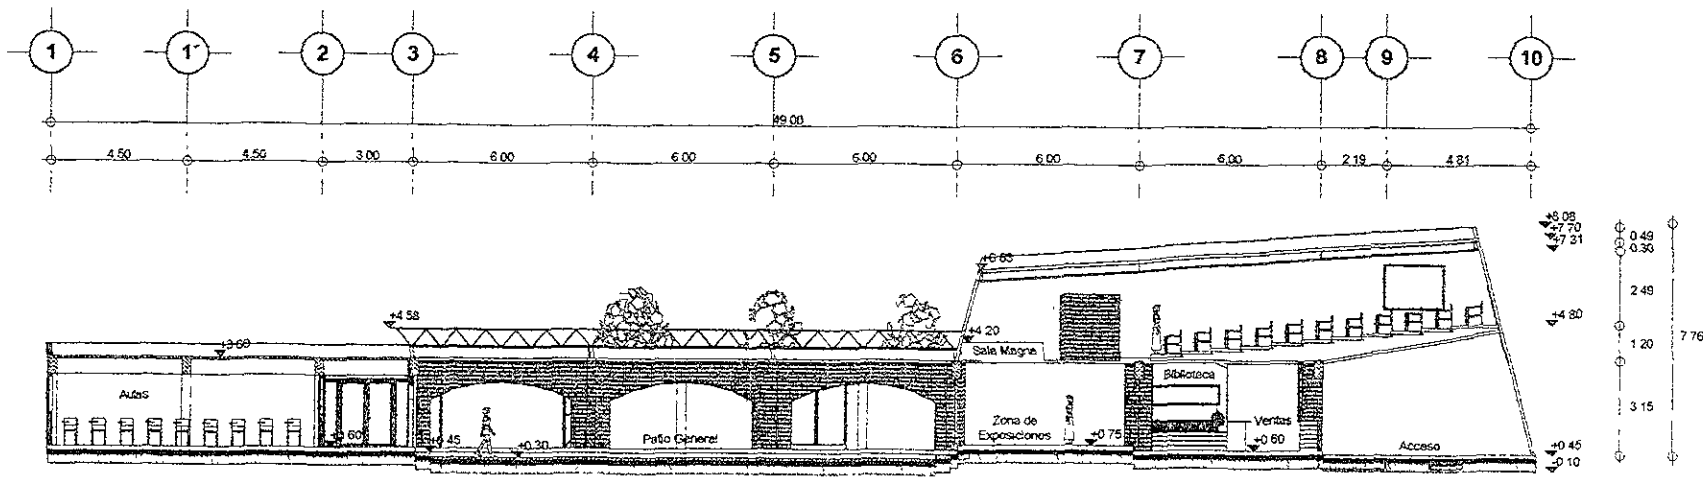 1 1' 2 3 4 5 6 7 8 9 10
49.00
4.50 4.50 3.00 6.00 6.00 6.00 6.00 6.00 2.19 4.81
+8.08
+7.70
+7.31
0.49
0.30
+6.63
2.49
+4.58
+4.20
+4.80
+3.60
Sala Magna
1.20
7.76
Aulas
Biblioteca
3.15
Zona de
Exposiciones
Ventas
+0.60
+0.45
+0.30
Patio General
+0.75
+0.60
Acceso
+0.45
-0.10